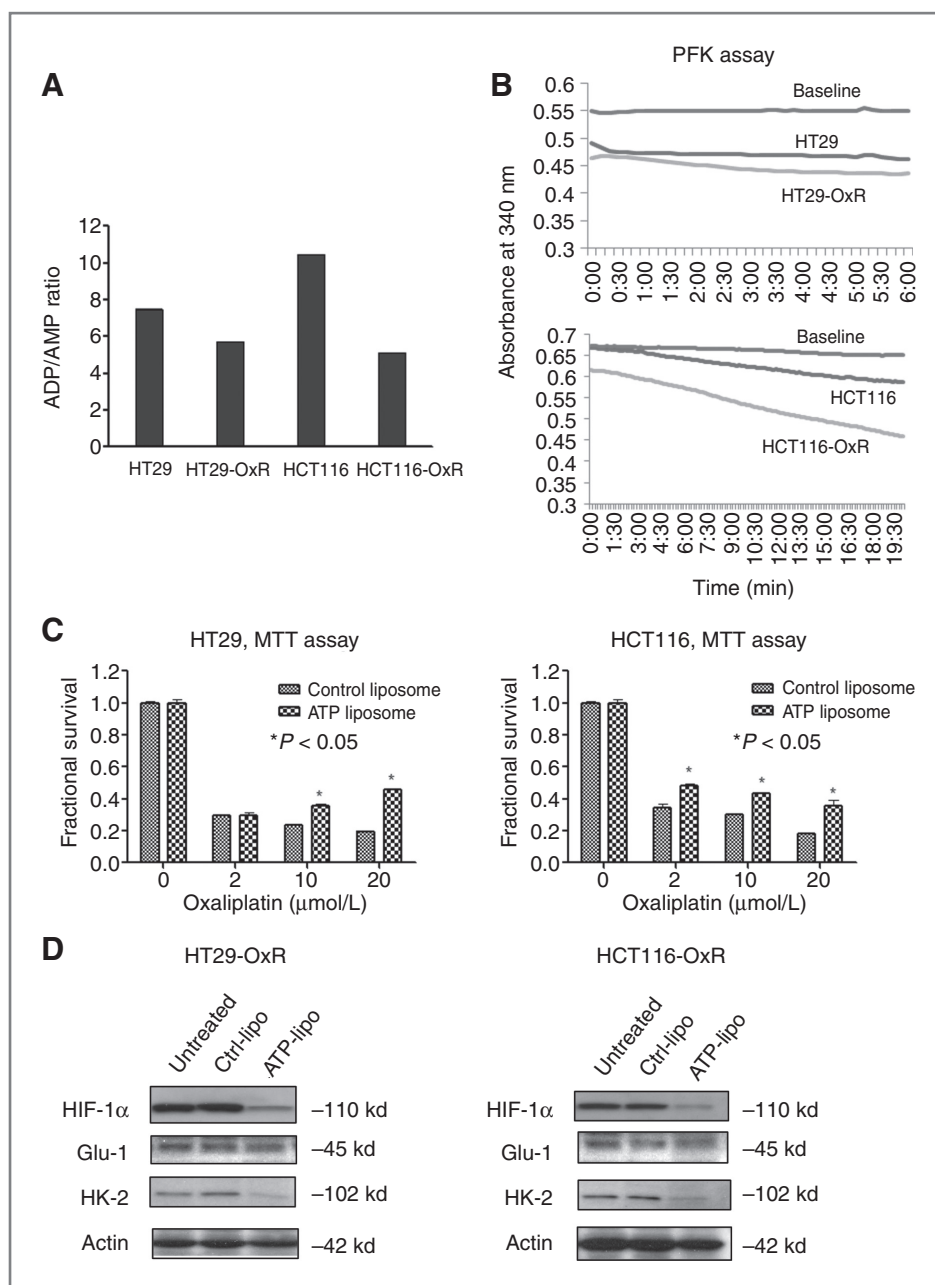 A
ADP/AMP ratio
12
10
8
6
4
2
0
HT29 HT29-OxR HCT116 HCT116-OxR
B
PFK assay
Absorbance at 340 nm
0.6
0.55
0.5
0.45
0.4
0.35
0.3
Baseline
HT29
HT29-OxR
0:00 0:30 1:00 1:30 2:00 2:30 3:00 3:30 4:00 4:30 5:00 5:30 6:00
0.7
0.65
0.6
0.55
0.5
0.45
0.4
0.35
0.3
Baseline
HCT116
HCT116-OxR
0:00 1:30 3:00 4:30 6:00 7:30 9:00 10:30 12:00 13:30 15:00 16:30 18:00 19:30
Time (min)
C
HT29, MTT assay
Fractional survival
1.2
1.0
0.8
0.6
0.4
0.2
0.0
Control liposome
ATP liposome
*P < 0.05
* *
0 2 10 20
Oxaliplatin (μmol/L)
HCT116, MTT assay
Fractional survival
1.2
1.0
0.8
0.6
0.4
0.2
0.0
Control liposome
ATP liposome
*P < 0.05
* * *
0 2 10 20
Oxaliplatin (μmol/L)
D
HT29-OxR
Untreated Ctrl-lipo ATP-lipo
HIF-1α –110 kd
Glu-1 –45 kd
HK-2 –102 kd
Actin –42 kd
HCT116-OxR
Untreated Ctrl-lipo ATP-lipo
HIF-1α –110 kd
Glu-1 –45 kd
HK-2 –102 kd
Actin –42 kd